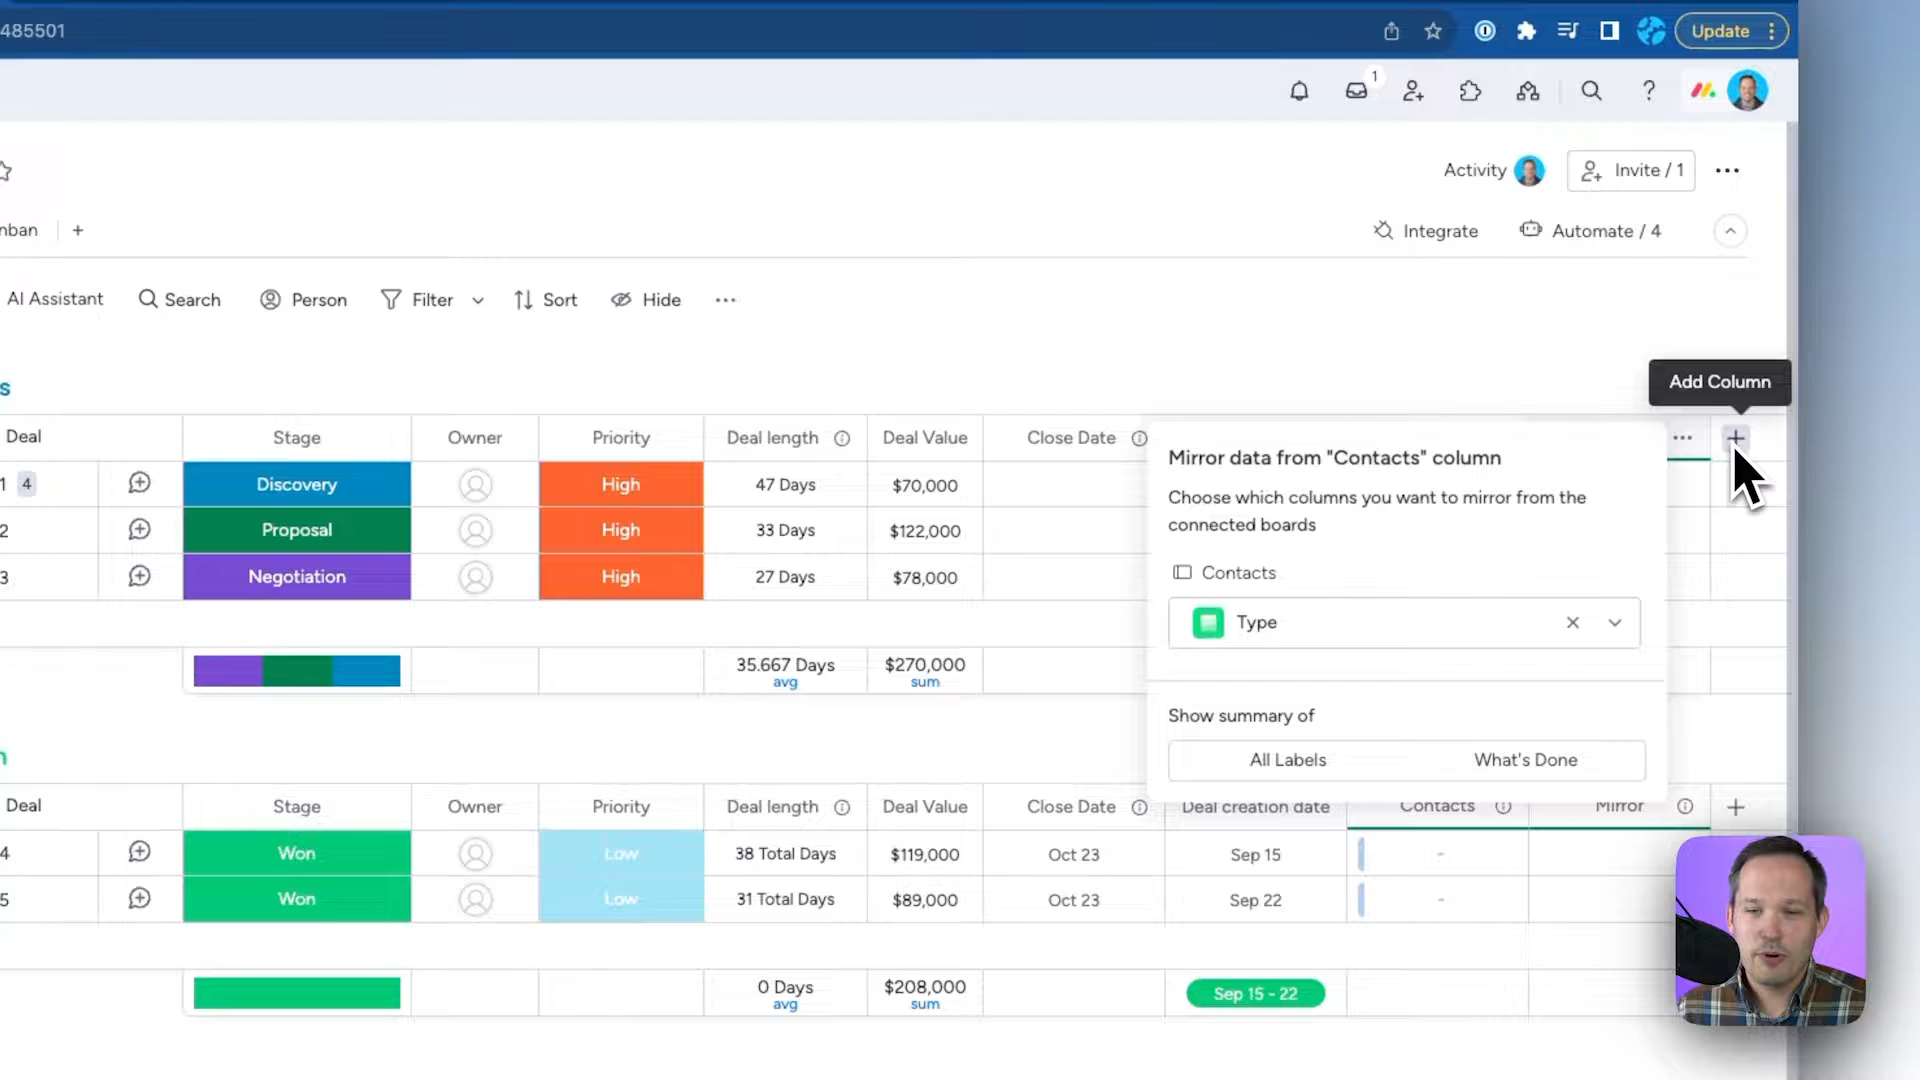 485501
Update
1
Activity
Invite / 1
nban
+
Integrate
Automate / 4
AI Assistant
Search
Person
Filter
Sort
Hide
Add Column
s
Deal
Stage
Owner
Priority
Deal length
Deal Value
Close Date
1 4
Discovery
High
47 Days
$70,000
2
Proposal
High
33 Days
$122,000
3
Negotiation
High
27 Days
$78,000
35.667 Days
avg
$270,000
sum
Mirror data from "Contacts" column
Choose which columns you want to mirror from the
connected boards
Contacts
Type
Show summary of
All Labels
What's Done
n
Deal
Stage
Owner
Priority
Deal length
Deal Value
Close Date
Deal creation date
Contacts
Mirror
4
Won
Low
38 Total Days
$119,000
Oct 23
Sep 15
-
5
Won
Low
31 Total Days
$89,000
Oct 23
Sep 22
-
0 Days
avg
$208,000
sum
Sep 15 - 22